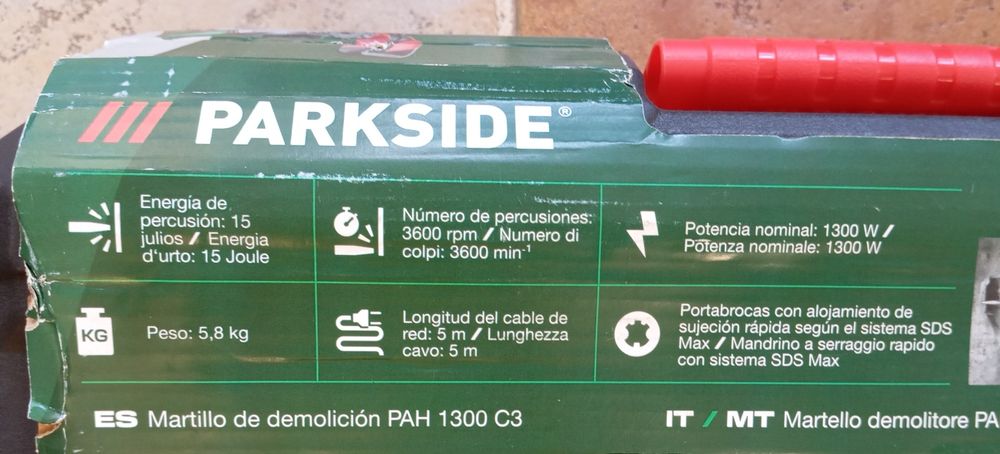 PARKSIDE®
Energía de
percusión: 15
julios / Energia
d'urto: 15 Joule
Número de percusiones:
3600 rpm / Numero di
colpi: 3600 min⁻¹
Potencia nominal: 1300 W /
Potenza nominale: 1300 W
KG
Peso: 5,8 kg
Longitud del cable de
red: 5 m / Lunghezza
cavo: 5 m
Portabrocas con alojamiento de
sujeción rápida según el sistema SDS
Max / Mandrino a serraggio rapido
con sistema SDS Max
ES Martillo de demolición PAH 1300 C3
IT / MT Martello demolitore PA